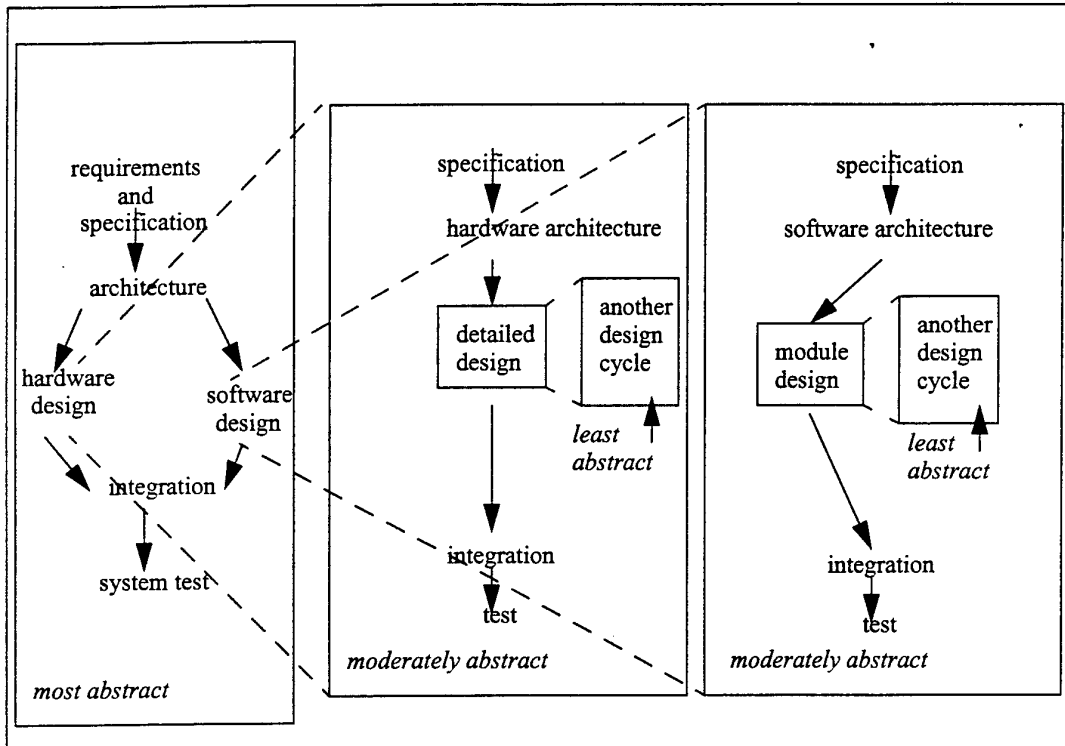 requirements
and
specification
architecture
hardware
design
software
design
integration
system test
most abstract
specification
hardware architecture
detailed
design
another
design
cycle
least
abstract
integration
test
moderately abstract
specification
software architecture
module
design
another
design
cycle
least
abstract
integration
test
moderately abstract